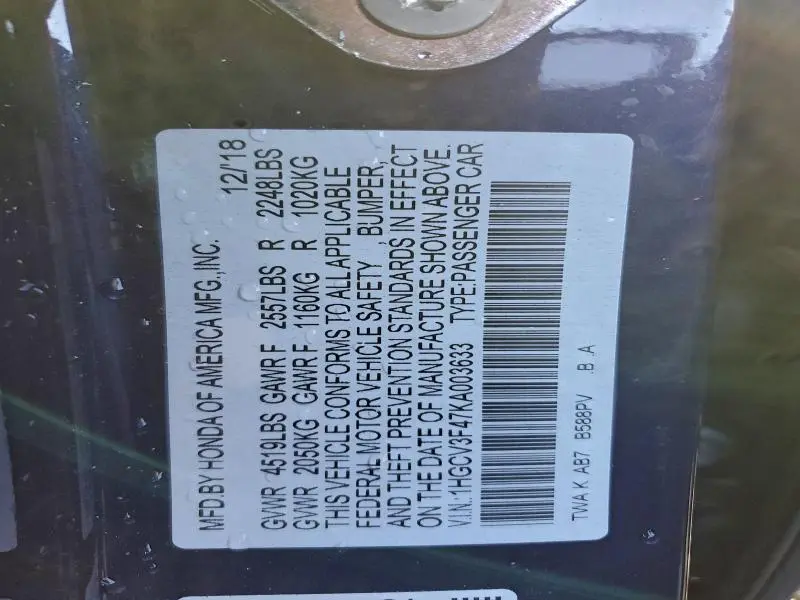 MFD.BY HONDA OF AMERICA MFG.,INC. 12/18
GVWR 4519LBS GAWR F 2557LBS R 2248LBS
GVWR 2050KG GAWR F 1160KG R 1020KG
THIS VEHICLE CONFORMS TO ALL APPLICABLE
FEDERAL MOTOR VEHICLE SAFETY , BUMPER,
AND THEFT PREVENTION STANDARDS IN EFFECT
ON THE DATE OF MANUFACTURE SHOWN ABOVE.
V.I.N.:1HGCV3F47KA003633 TYPE:PASSENGER CAR
TWA K AB7 B588PV .B .A